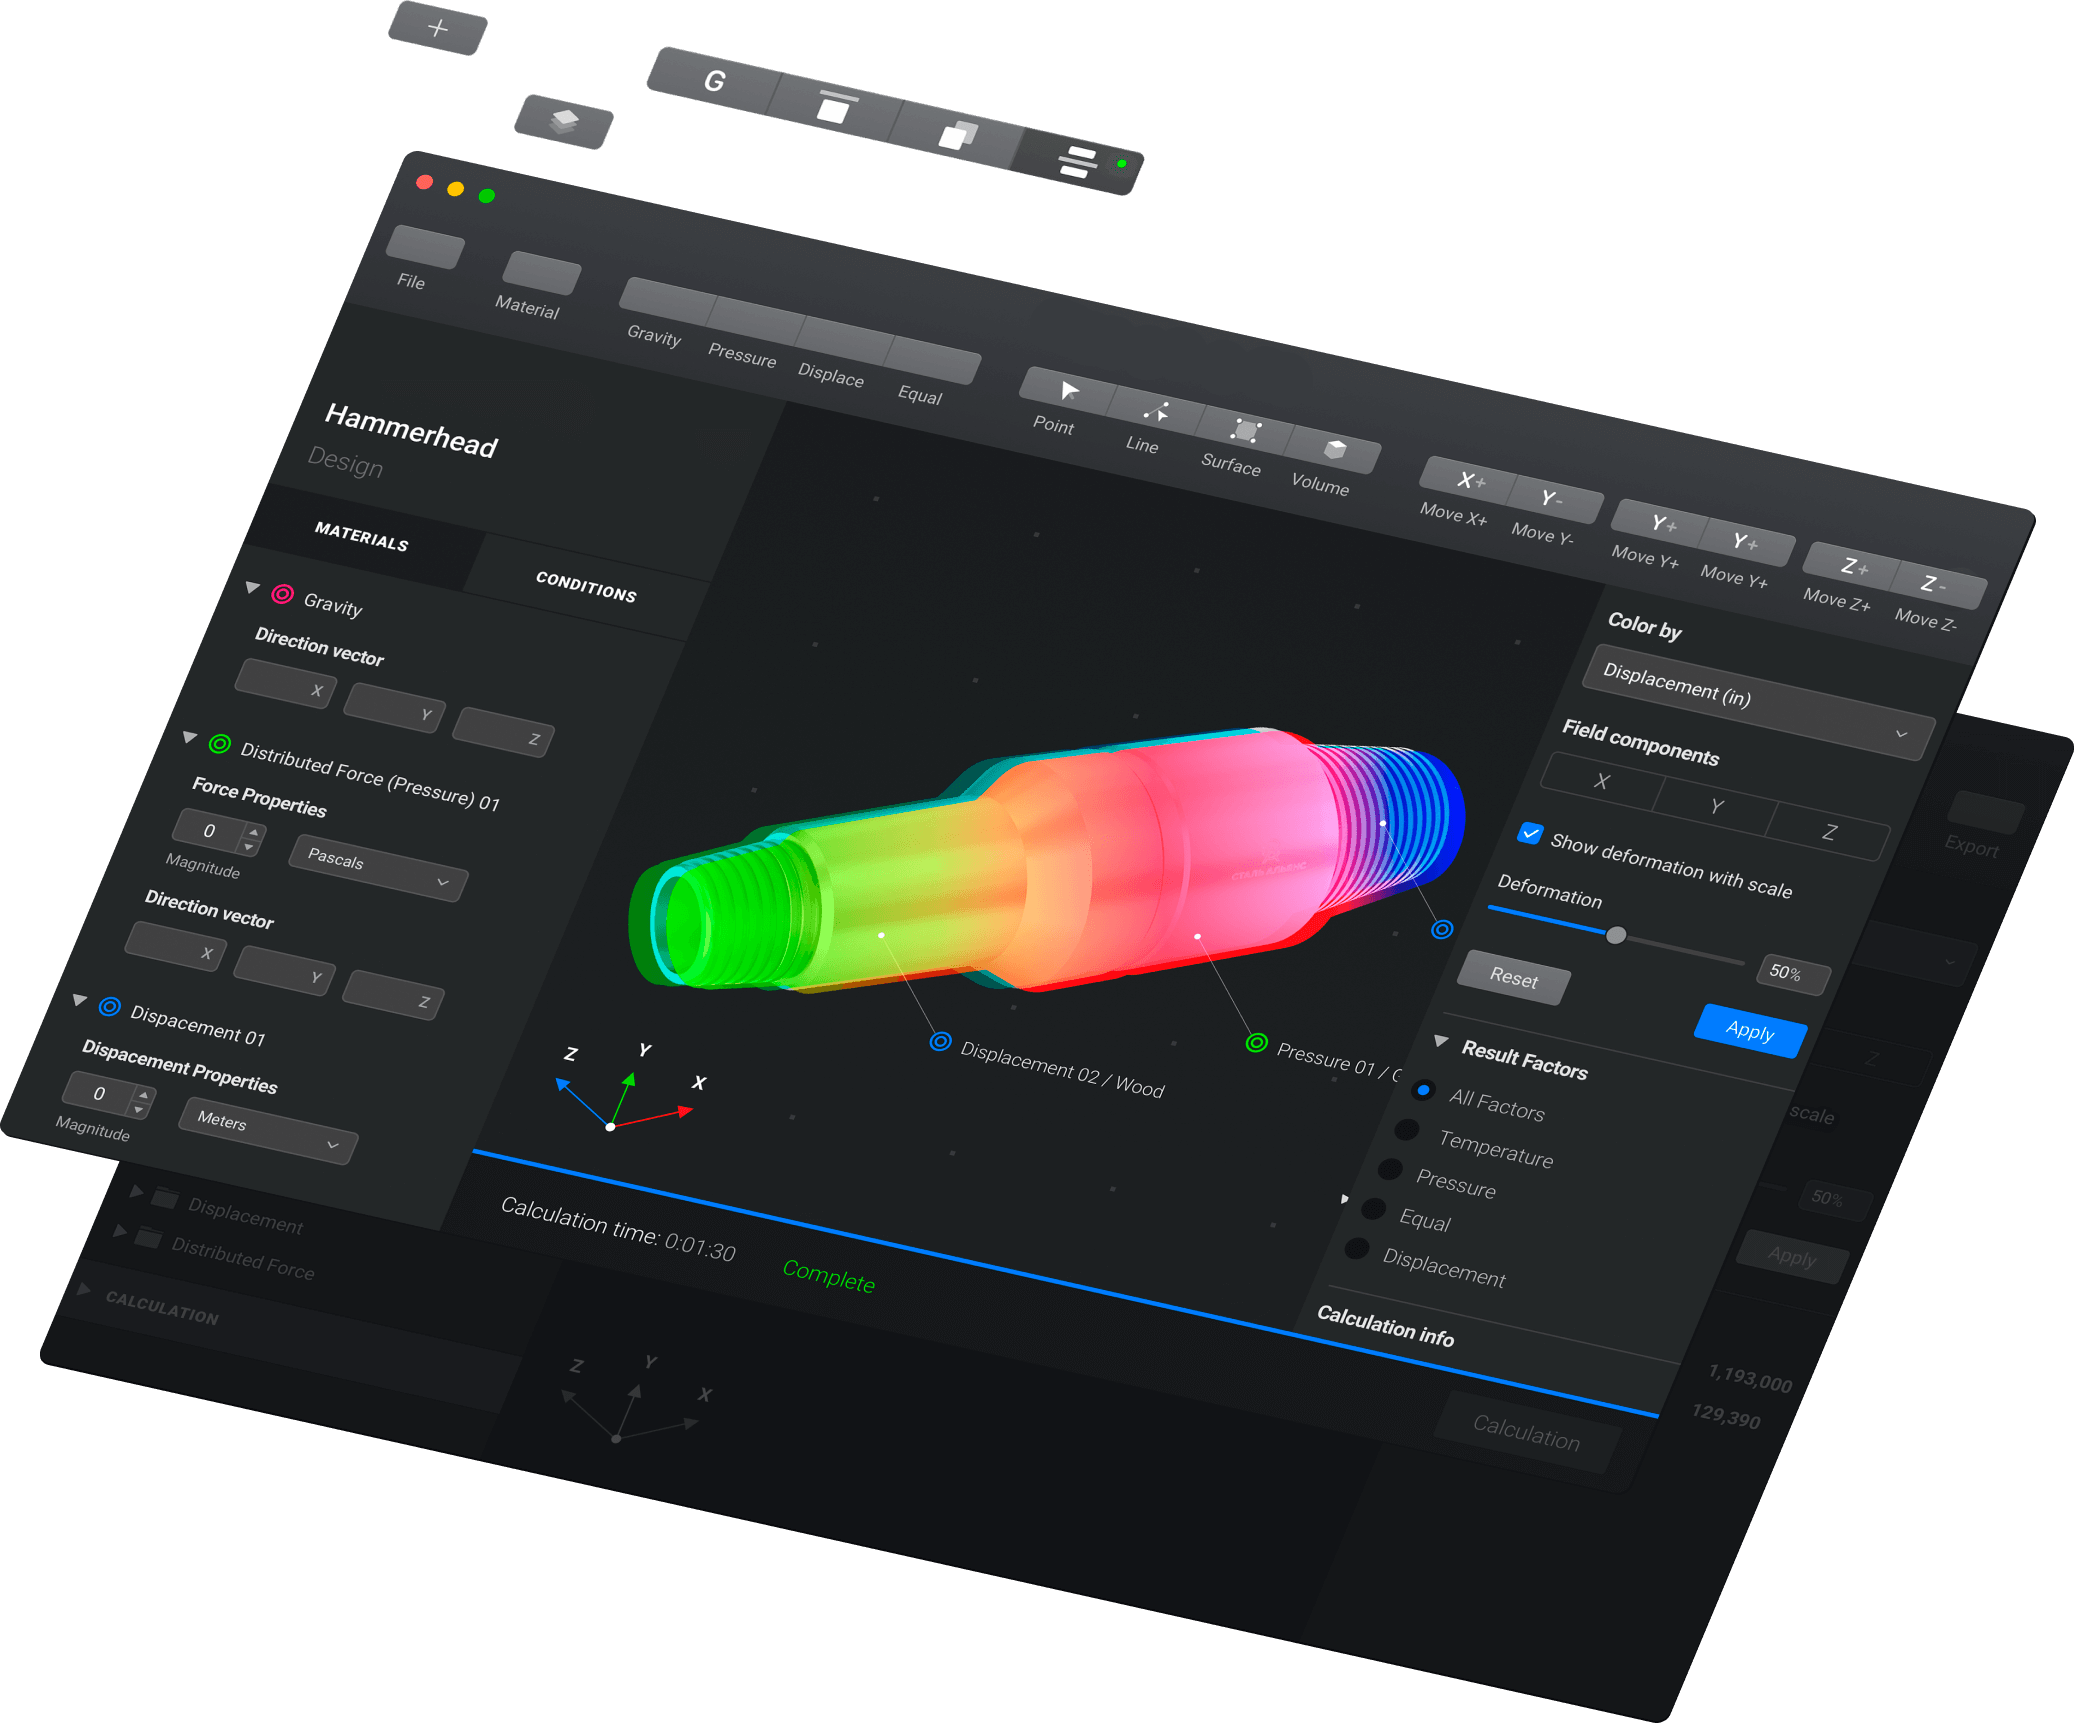 G
File
Material
Gravity
Pressure
Displace
Equal
Point
Line
Surface
Volume
X+
Y-
Y+
Y+
Z+
Z-
Move X+
Move Y-
Move Y+
Move Y+
Move Z+
Move Z-
Hammerhead
Design
MATERIALS
CONDITIONS
Gravity
Direction vector
X
Y
Z
Distributed Force (Pressure) 01
Force Properties
0
Pascals
Magnitude
Direction vector
X
Y
Z
Dispacement 01
Dispacement Properties
0
Meters
Magnitude
СТАЛЬ АЛЬЯНС
Displacement 02 / Wood
Pressure 01 / G
Z
Y
X
Calculation time: 0:01:30
Complete
Color by
Displacement (in)
Field components
X
Y
Z
Show deformation with scale
Deformation
50%
Reset
Apply
Result Factors
All Factors
Temperature
Pressure
Equal
Displacement
Calculation info
Calculation
Export
Z
scale
50%
Apply
1,193,000
129,390
Displacement
Distributed Force
CALCULATION
Z
Y
X